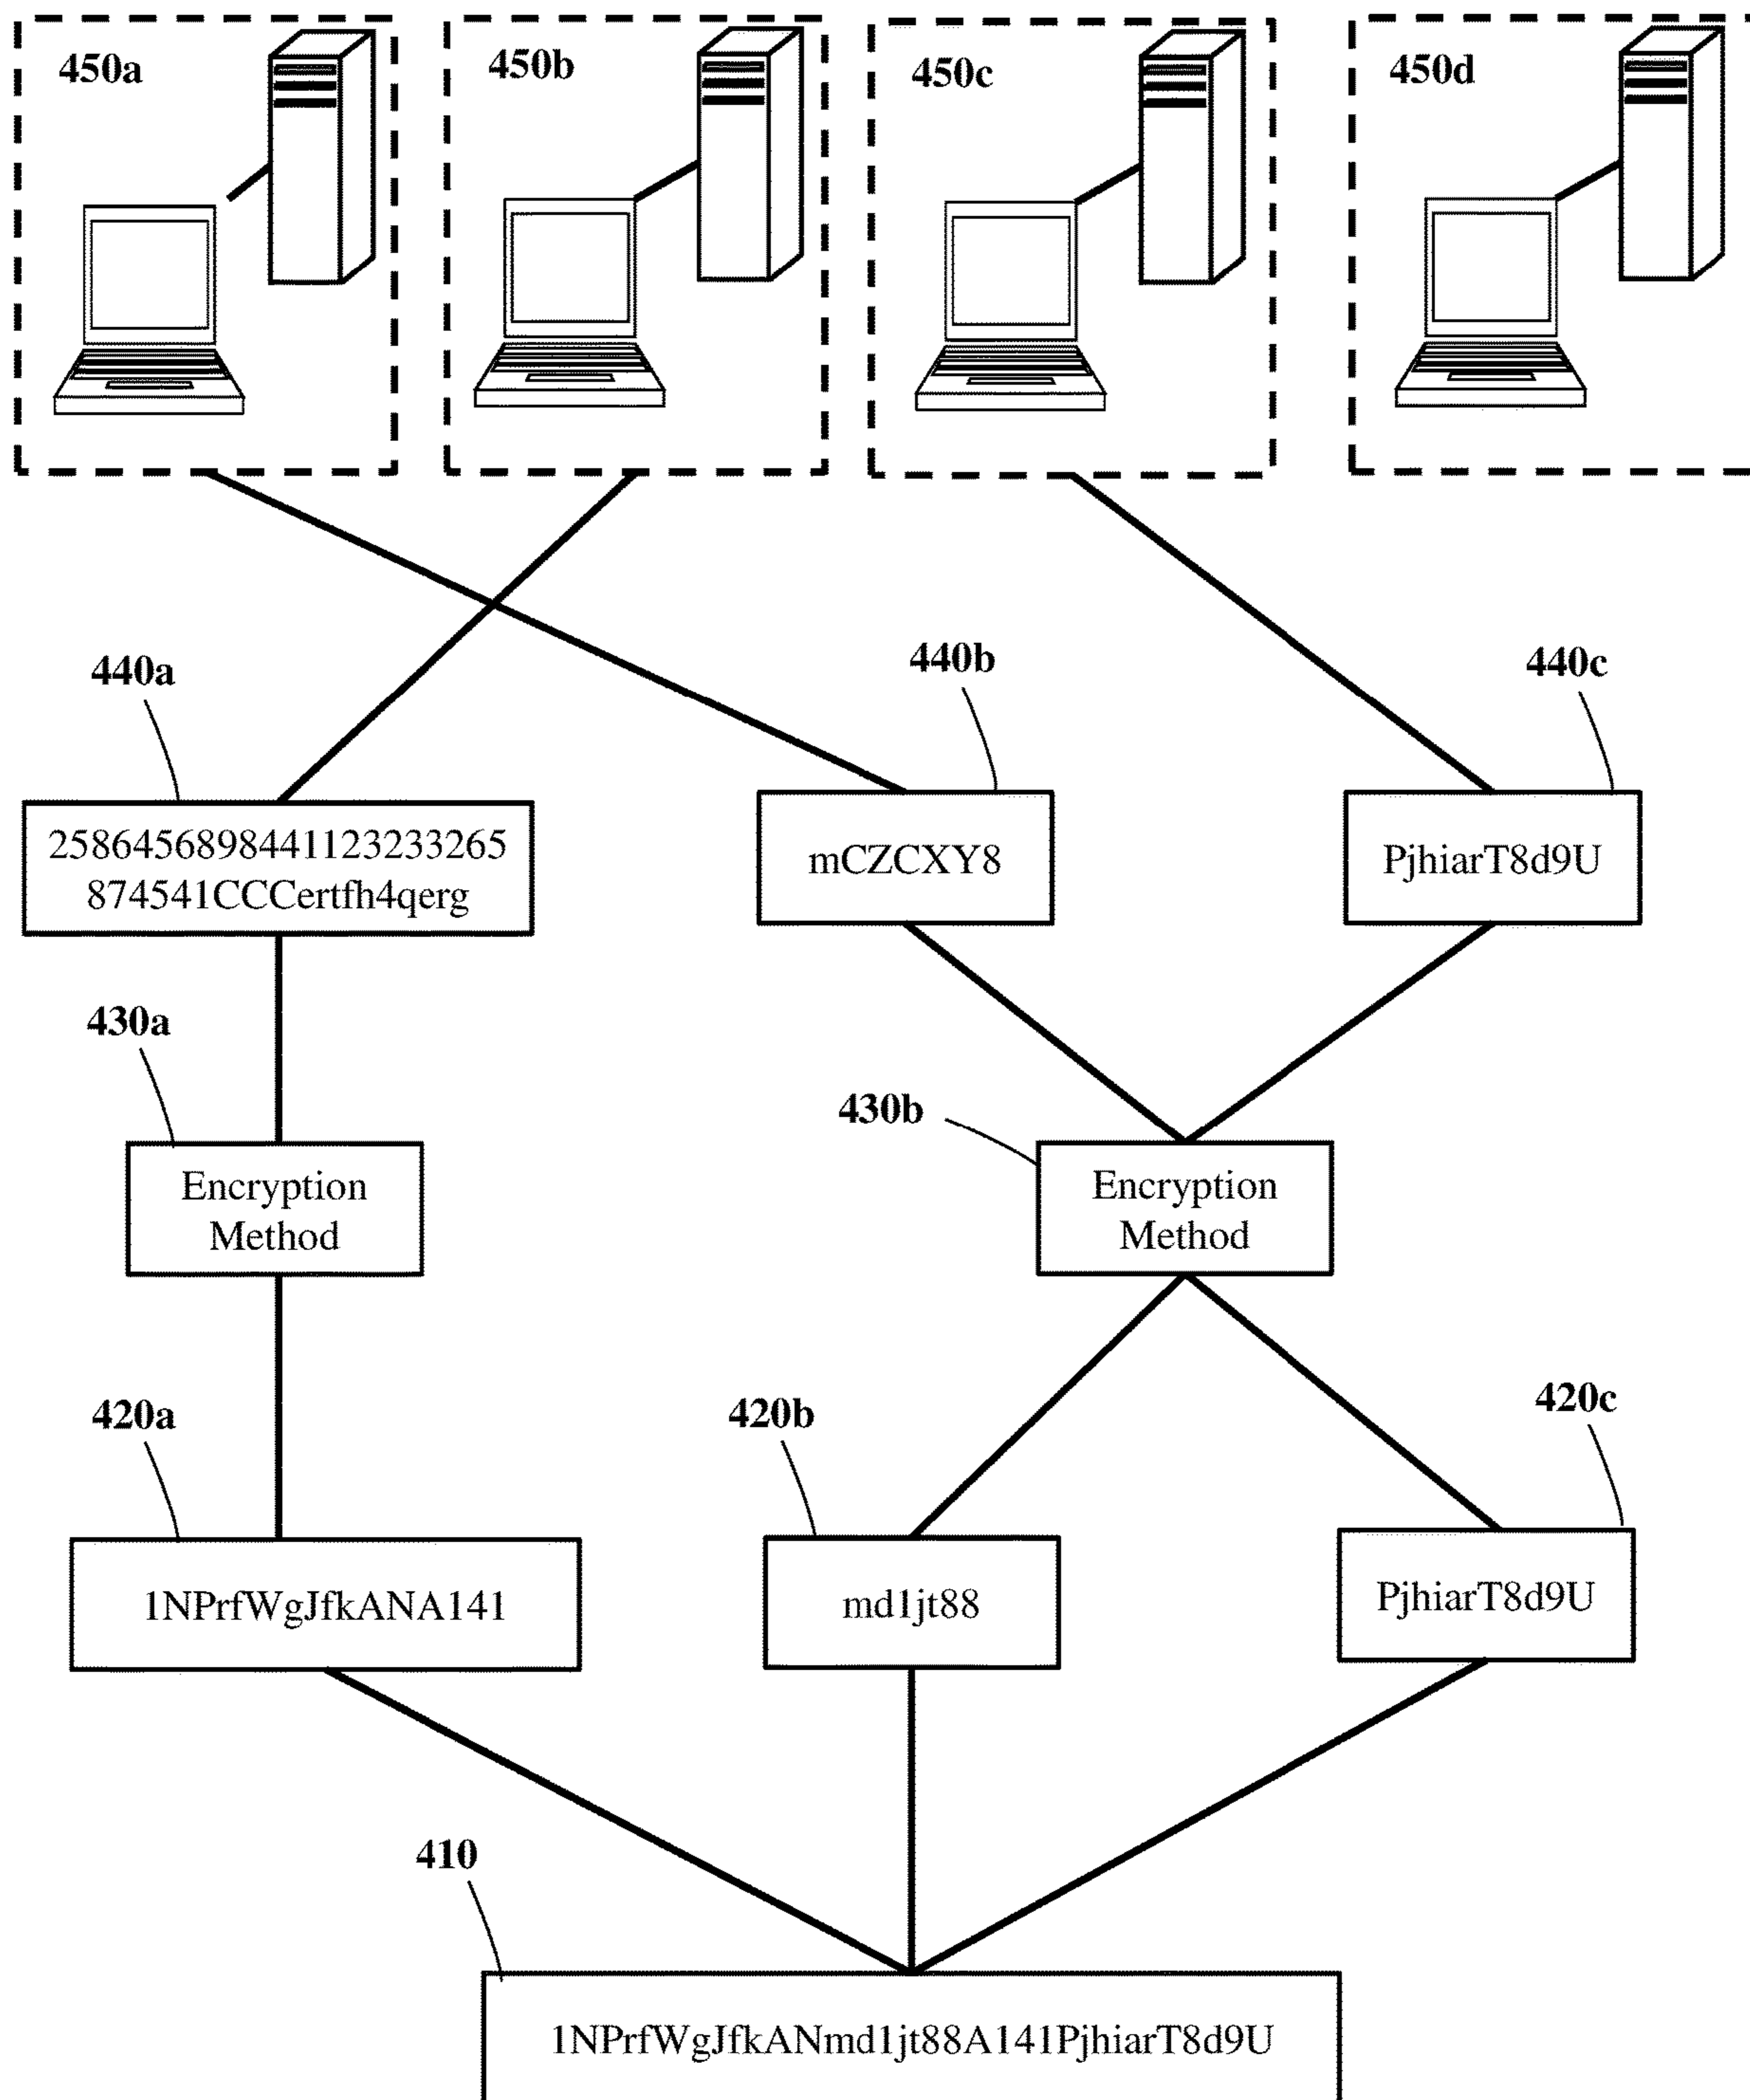 450a
450b
450c
450d
440a
440b
440c
2586456898441123233265
874541CCCertfh4qerg
mCZCXY8
PjhiarT8d9U
430a
430b
Encryption
Method
Encryption
Method
420a
420b
420c
1NPrfWgJfkANA141
md1jt88
PjhiarT8d9U
410
1NPrfWgJfkANmd1jt88A141PjhiarT8d9U